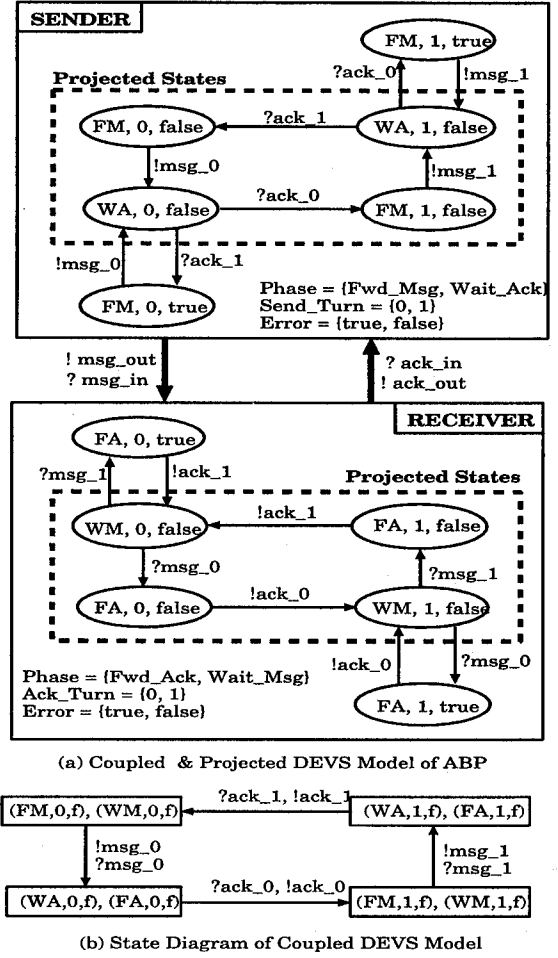 SENDER
FM, 1, true
?ack_0
!msg_1
Projected States
FM, 0, false
?ack_1
WA, 1, false
!msg_0
!msg_1
WA, 0, false
?ack_0
FM, 1, false
!msg_0
?ack_1
FM, 0, true
Phase = {Fwd_Msg, Wait_Ack}
Send_Turn = {0, 1}
Error = {true, false}
! msg_out
? msg_in
? ack_in
! ack_out
RECEIVER
FA, 0, true
?msg_1
!ack_1
Projected States
WM, 0, false
!ack_1
FA, 1, false
?msg_0
?msg_1
FA, 0, false
!ack_0
WM, 1, false
!ack_0
?msg_0
Phase = {Fwd_Ack, Wait_Msg}
Ack_Turn = {0, 1}
Error = {true, false}
FA, 1, true
(a) Coupled & Projected DEVS Model of ABP
(FM,0,f), (WM,0,f)
?ack_1, !ack_1
(WA,1,f), (FA,1,f)
!msg_0
?msg_0
!msg_1
?msg_1
(WA,0,f), (FA,0,f)
?ack_0, !ack_0
(FM,1,f), (WM,1,f)
(b) State Diagram of Coupled DEVS Model